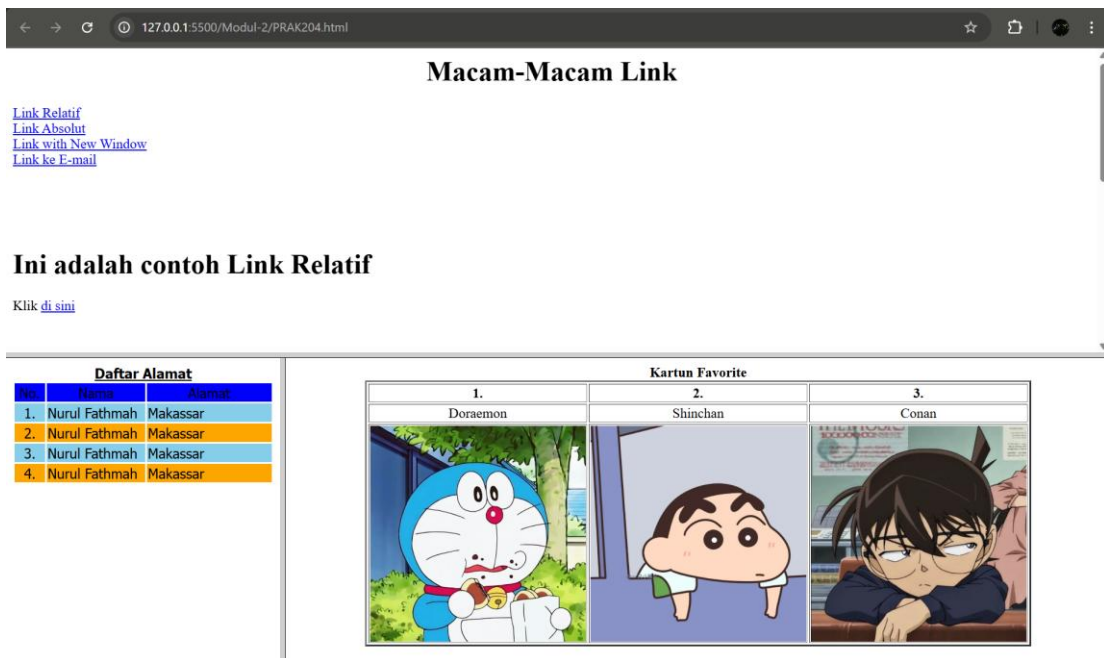 127.0.0.1:5500/Modul-2/PRAK204.html
Macam-Macam Link
Link Relatif
Link Absolut
Link with New Window
Link ke E-mail
Ini adalah contoh Link Relatif
Klik di sini
Daftar Alamat
No. Nama Alamat
1. Nurul Fathmah Makassar
2. Nurul Fathmah Makassar
3. Nurul Fathmah Makassar
4. Nurul Fathmah Makassar
Kartun Favorite
1. 2. 3.
Doraemon Shinchan Conan